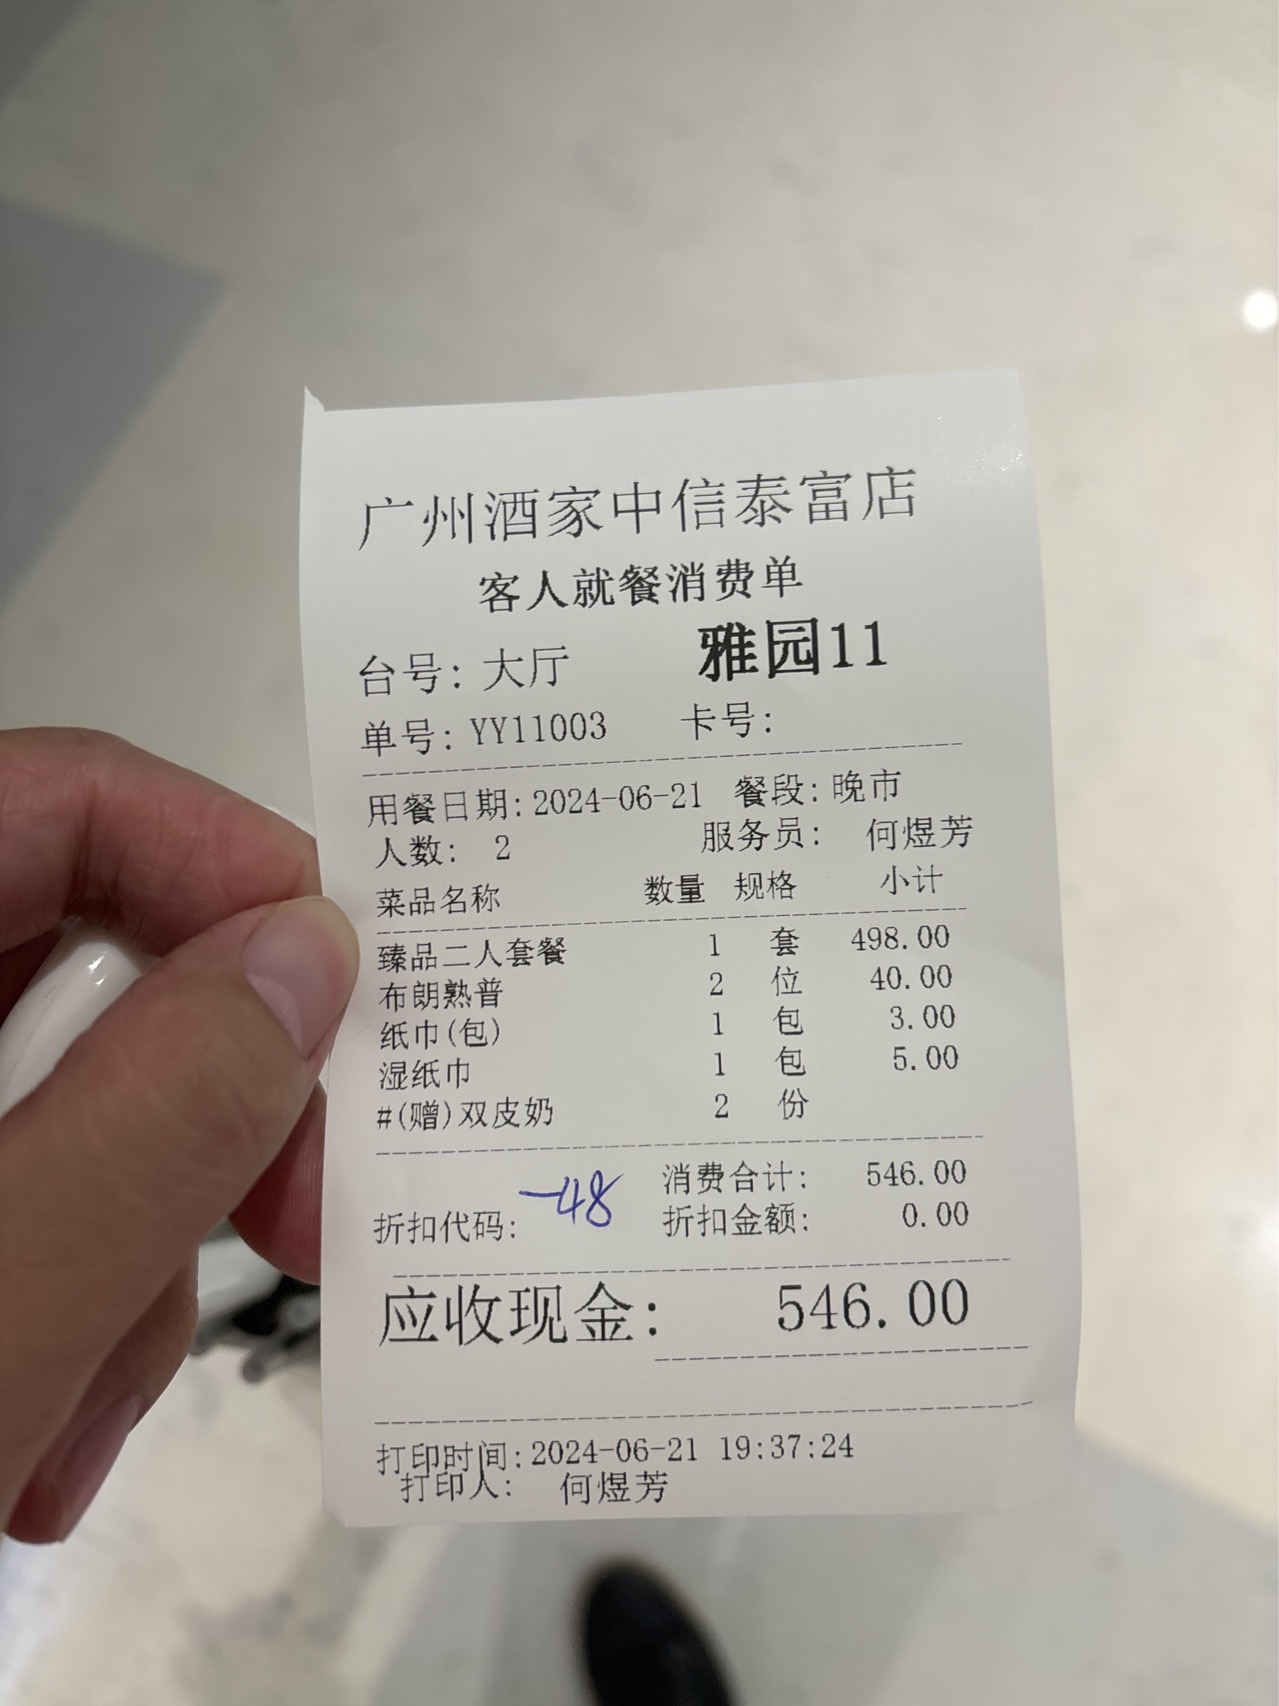 广州酒家中信泰富店
客人就餐消费单
台号: 大厅 雅园11
单号: YY11003 卡号:
用餐日期: 2024-06-21 餐段: 晚市
人数: 2 服务员: 何煜芳
菜品名称 数量 规格 小计
臻品二人套餐 1 套 498.00
布朗熟普 2 位 40.00
纸巾(包) 1 包 3.00
湿纸巾 1 包 5.00
#(赠)双皮奶 2 份
消费合计: 546.00
折扣代码: -48 折扣金额: 0.00
应收现金: 546.00
打印时间: 2024-06-21 19:37:24
打印人: 何煜芳